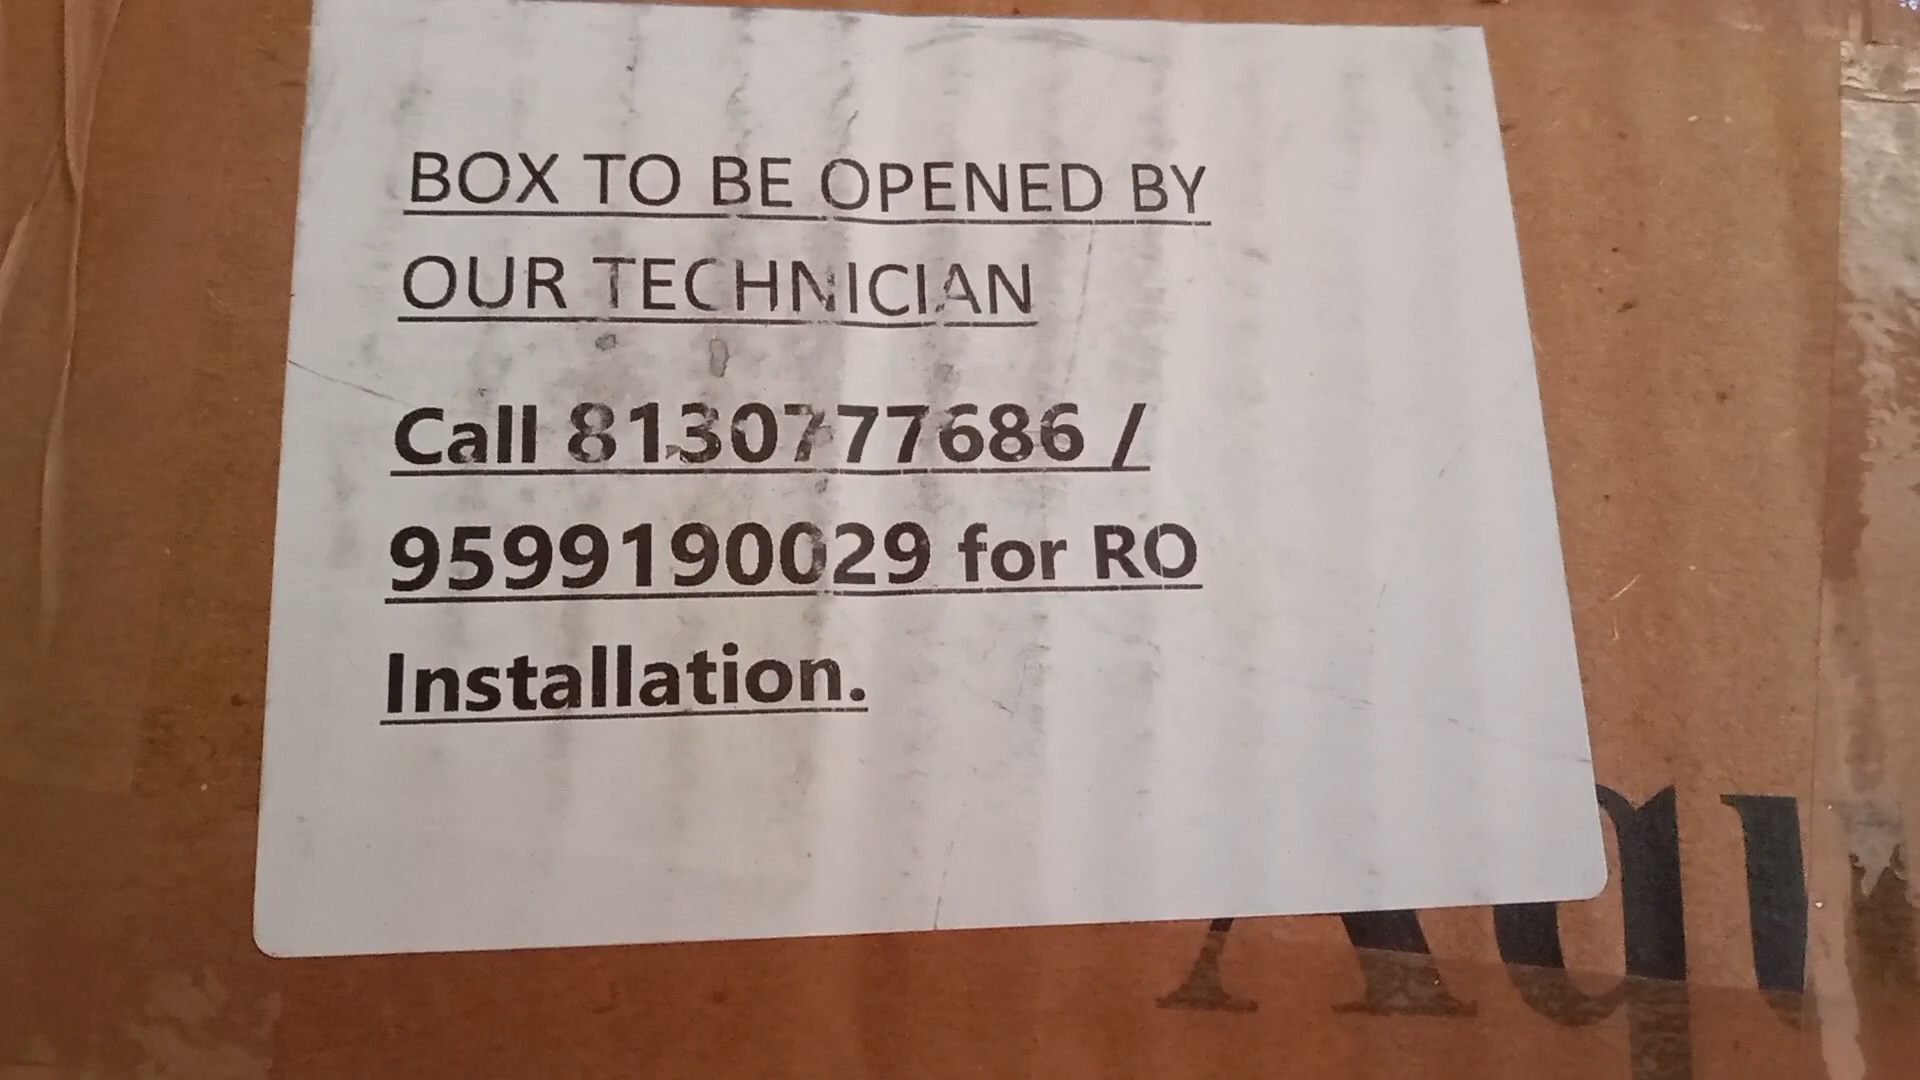 BOX TO BE OPENED BY
OUR TECHNICIAN
Call 8130777686 /
9599190029 for RO
Installation.